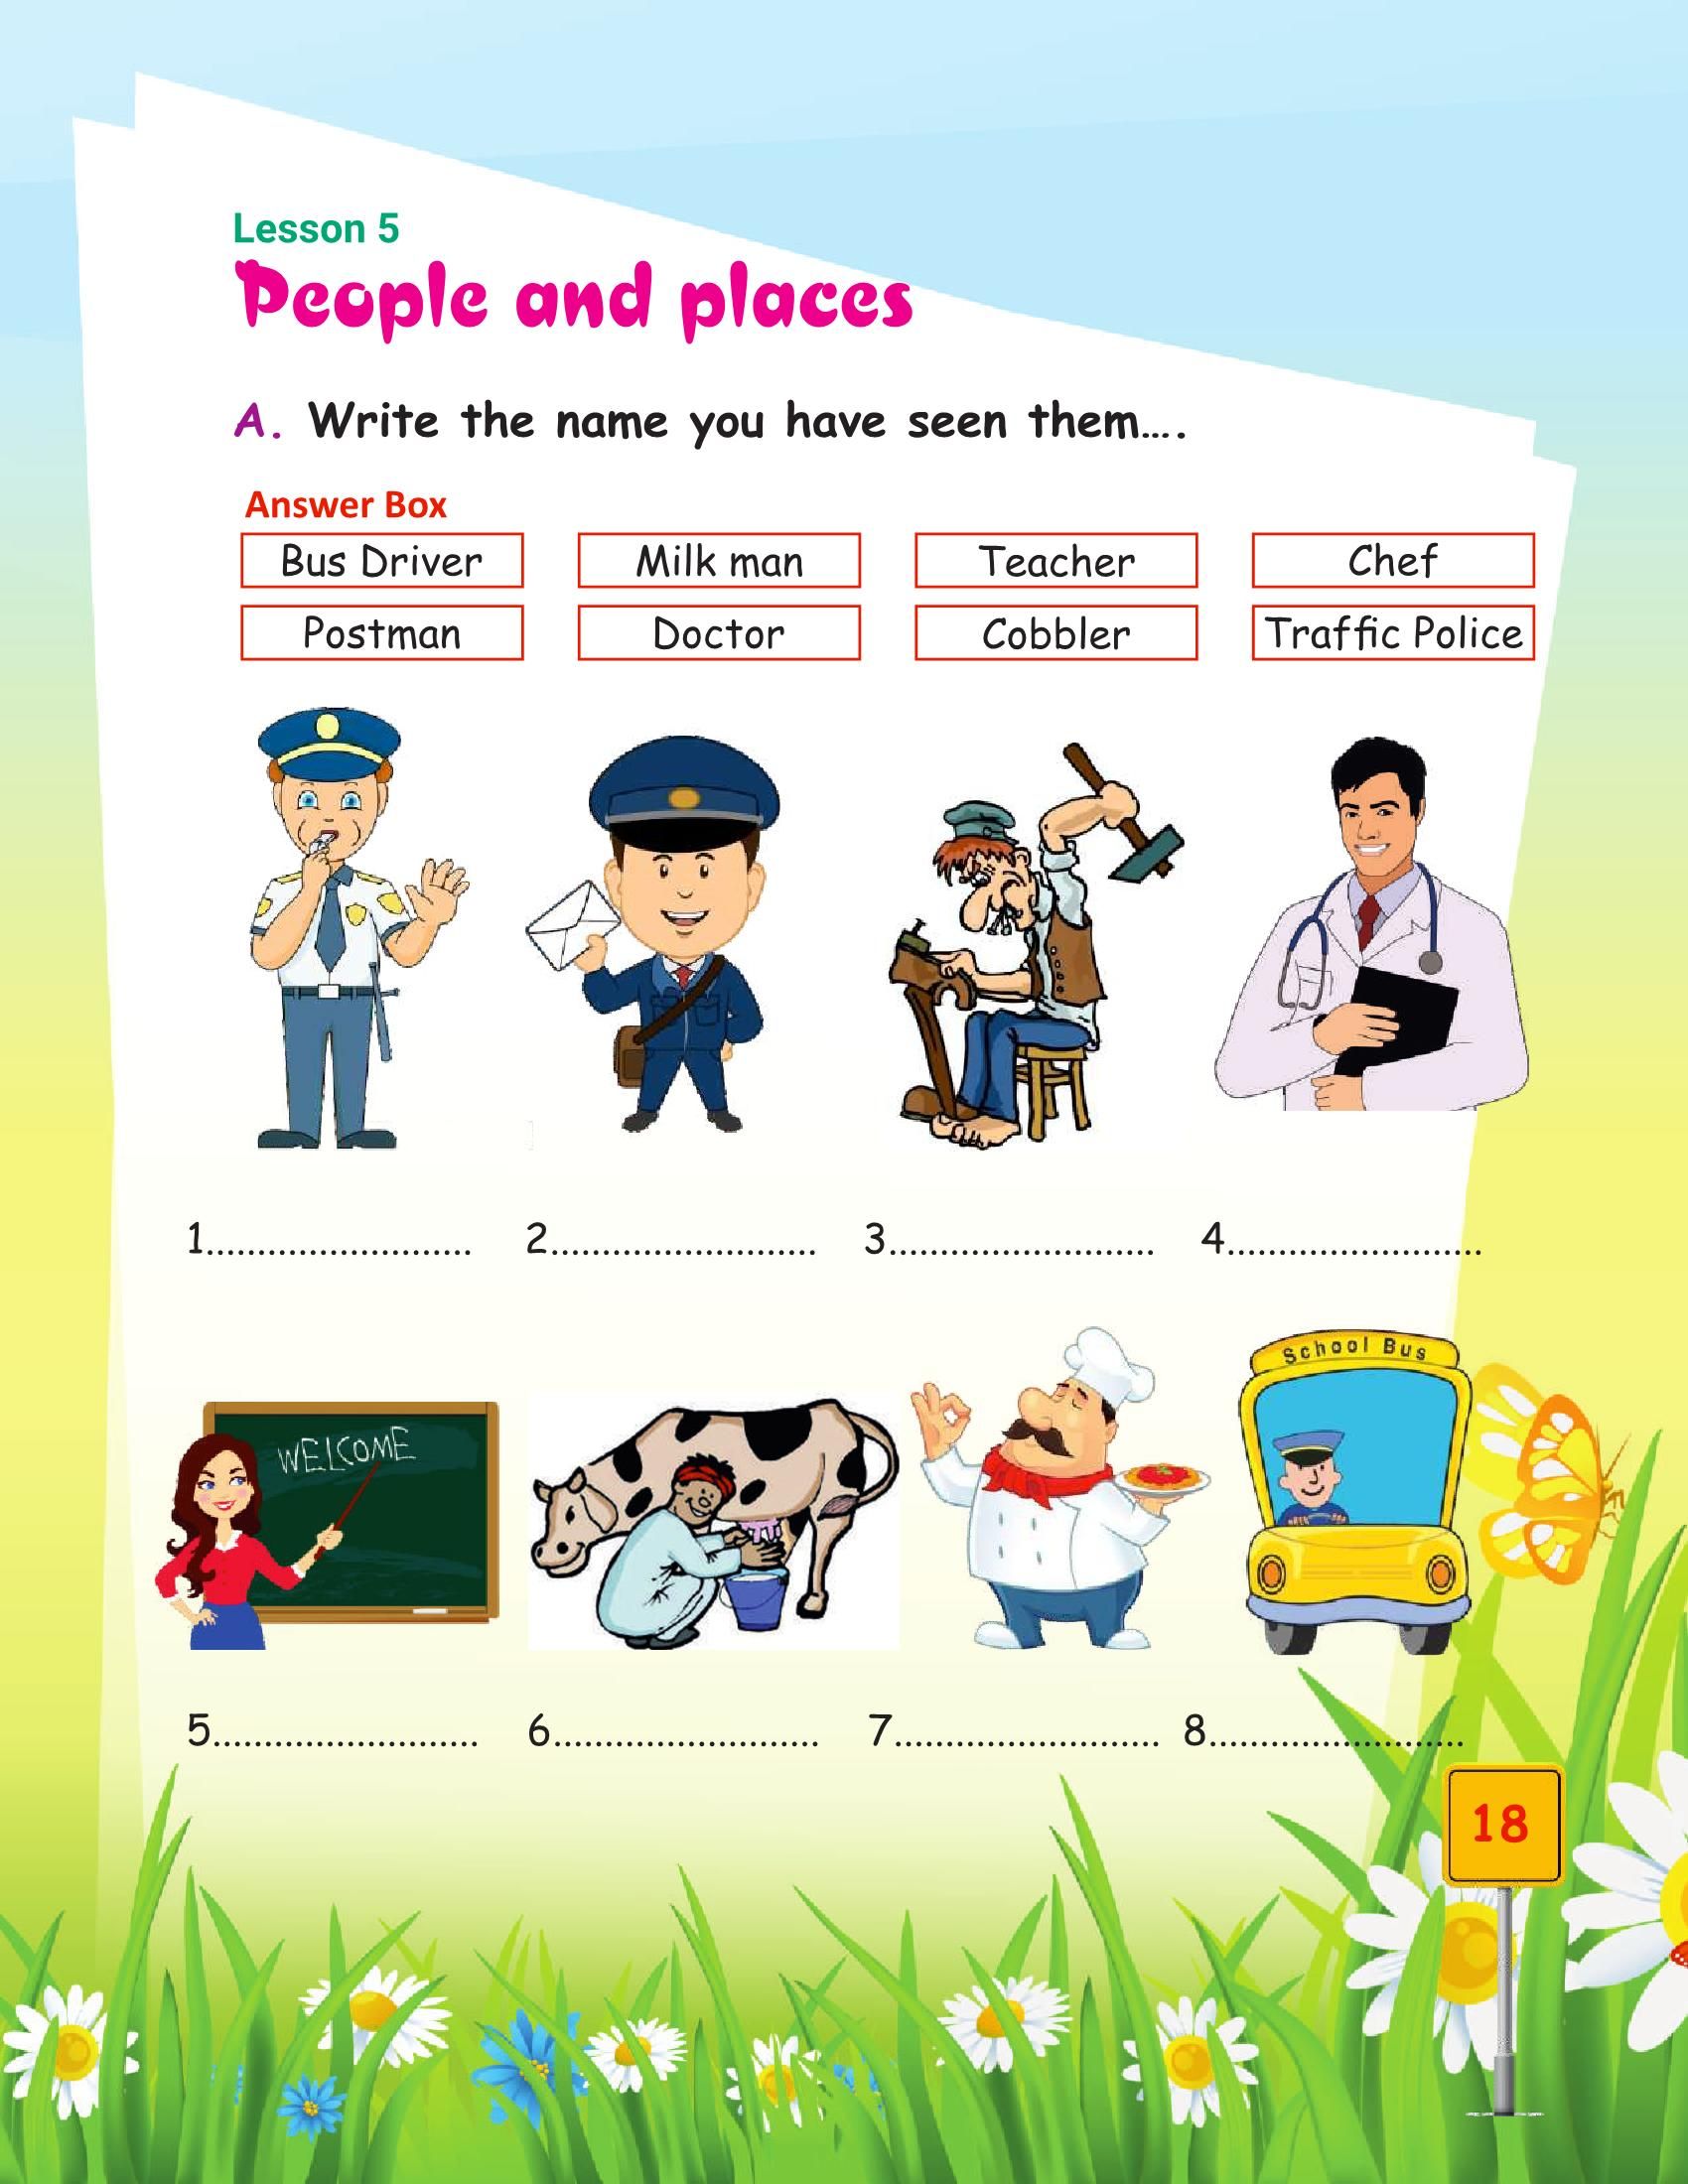 Lesson 5
People and places
A. Write the name you have seen them....
Answer Box
Bus Driver Milk man Teacher Chef
Postman Doctor Cobbler Traffic Police
1.......................... 2.......................... 3.......................... 4.........................
School Bus
WELCOME
5.......................... 6.......................... 7.......................... 8.........................
18